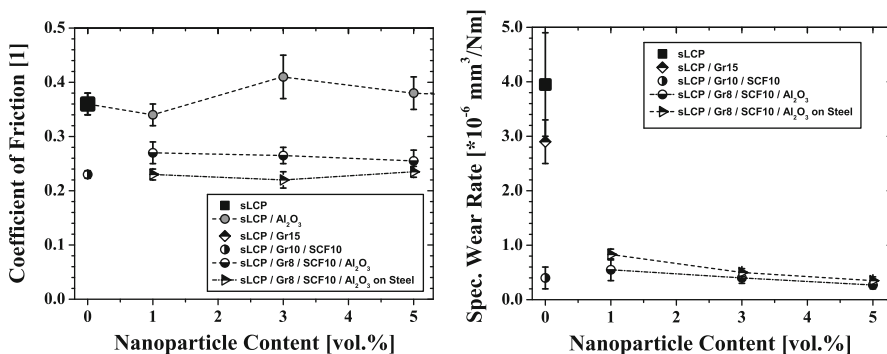 Coefficient of Friction [1]
0.5
0.4
0.3
0.2
0.1
0.0
sLCP
sLCP / Al₂O₃
sLCP / Gr15
sLCP / Gr10 / SCF10
sLCP / Gr8 / SCF10 / Al₂O₃
sLCP / Gr8 / SCF10 / Al₂O₃ on Steel
0 1 2 3 4 5
Nanoparticle Content [vol.%]
Spec. Wear Rate [*10⁻⁶ mm³/Nm]
5.0
4.0
3.0
2.0
1.0
0.0
sLCP
sLCP / Gr15
sLCP / Gr10 / SCF10
sLCP / Gr8 / SCF10 / Al₂O₃
sLCP / Gr8 / SCF10 / Al₂O₃ on Steel
0 1 2 3 4 5
Nanoparticle Content [vol.%]